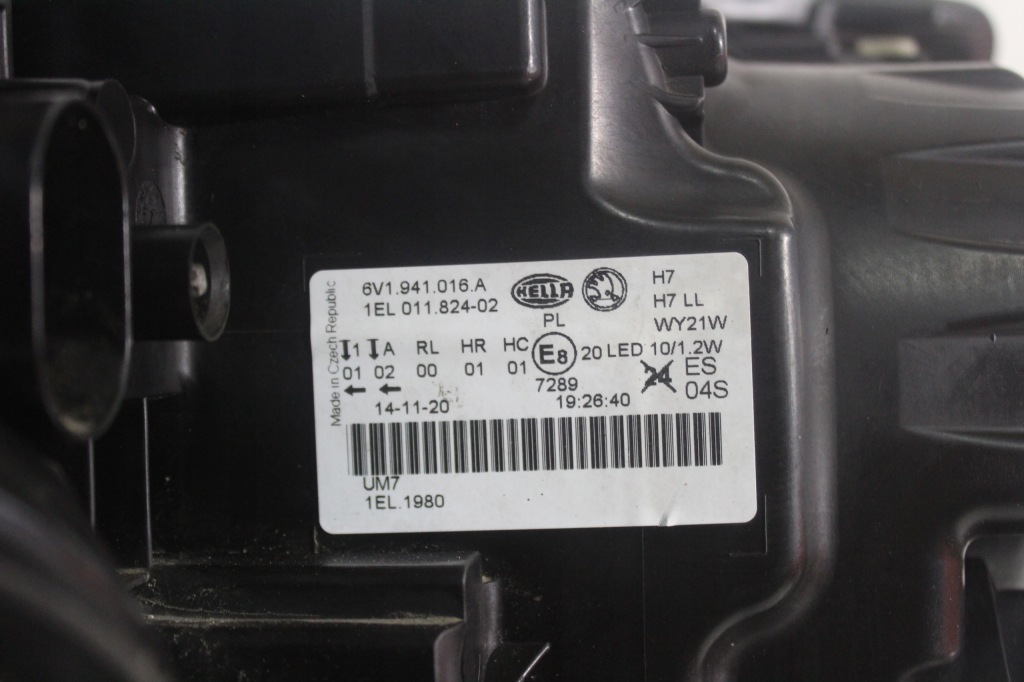 Made in Czech Republic
6V1.941.016.A
1EL 011.824-02
HELLA
H7
H7 LL
PL
WY21W
1 A RL HR HC E8 20 LED 10/1.2W
01 02 00 01 01 24 ES
7289 04S
14-11-20 19:26:40
UM7
1EL.1980